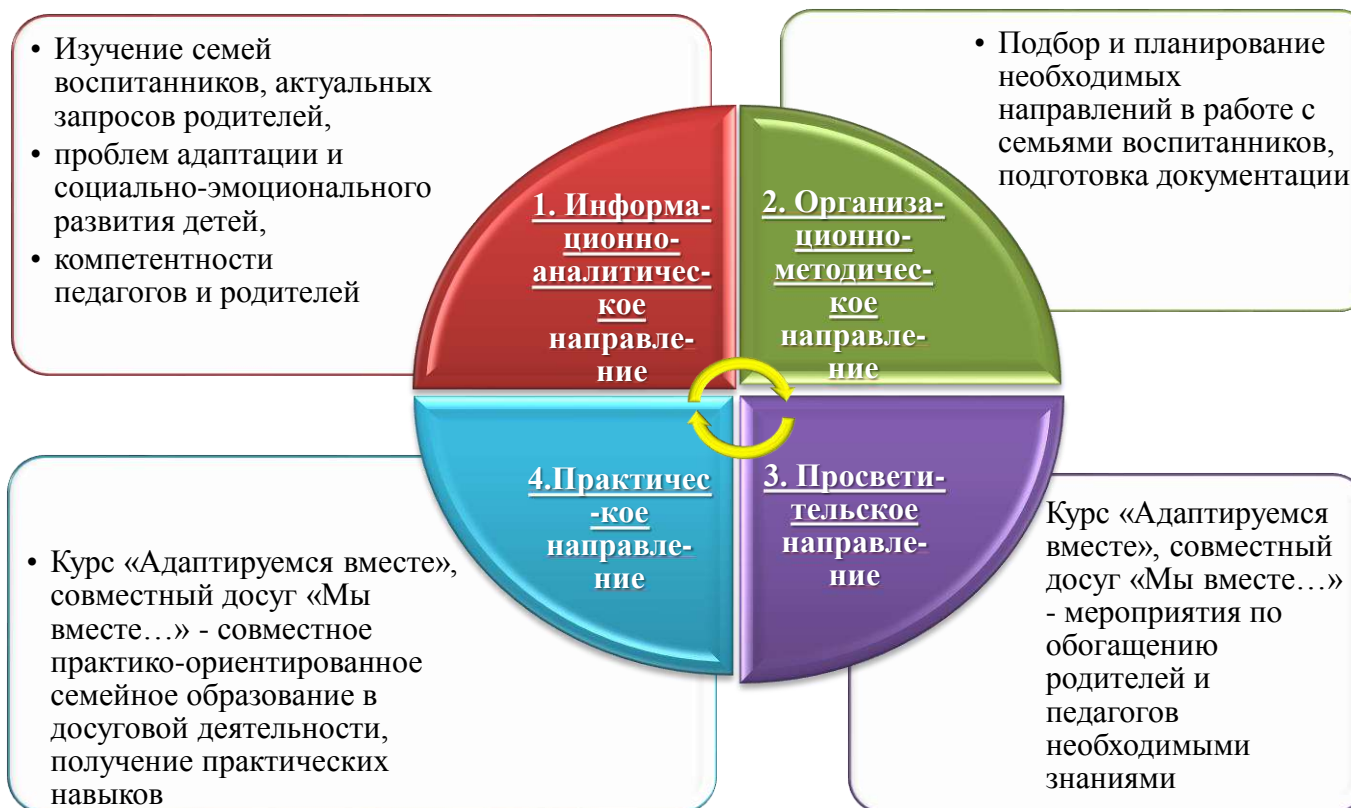 • Изучение семей
воспитанников, актуальных
запросов родителей,
• проблем адаптации и
социально-эмоционального
развития детей,
• компетентности
педагогов и родителей
• Подбор и планирование
необходимых
направлений в работе с
семьями воспитанников,
подготовка документации
1. Информа-
ционно-
аналитичес-
кое
направле-
ние
2. Организа-
ционно-
методичес-
кое
направле-
ние
4.Практичес
-кое
направле-
ние
3. Просвети-
тельское
направле-
ние
• Курс «Адаптируемся вместе»,
совместный досуг «Мы
вместе…» - совместное
практико-ориентированное
семейное образование в
досуговой деятельности,
получение практических
навыков
Курс «Адаптируемся
вместе», совместный
досуг «Мы вместе…»
- мероприятия по
обогащению
родителей и
педагогов
необходимыми
знаниями